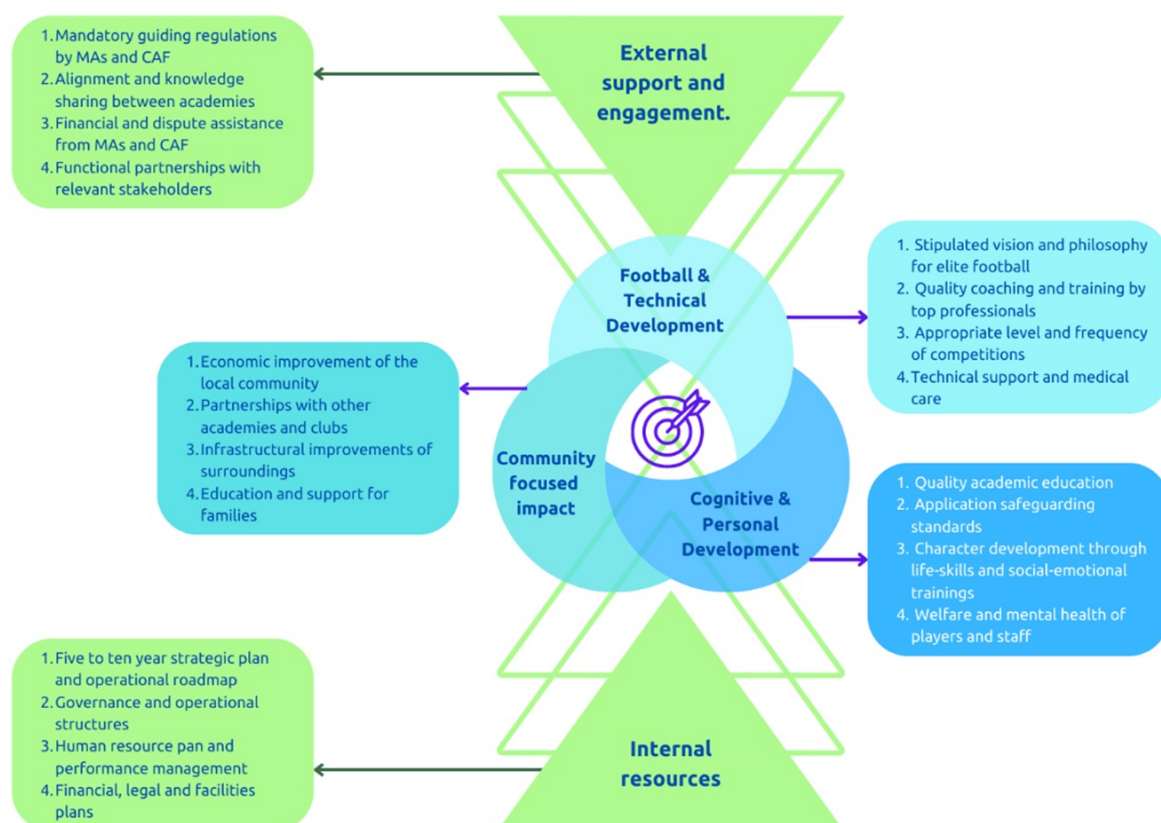 1. Mandatory guiding regulations
by MAs and CAF
2. Alignment and knowledge
sharing between academies
3. Financial and dispute assistance
from MAs and CAF
4. Functional partnerships with
relevant stakeholders
External
support and
engagement.
Football &
Technical
Development
1. Stipulated vision and philosophy
for elite football
2. Quality coaching and training by
top professionals
3. Appropriate level and frequency
of competitions
4. Technical support and medical
care
1. Economic improvement of the
local community
2. Partnerships with other
academies and clubs
3. Infrastructural improvements of
surroundings
4. Education and support for
families
Community
focused
impact
Cognitive &
Personal
Development
1. Quality academic education
2. Application safeguarding
standards
3. Character development through
life-skills and social-emotional
trainings
4. Welfare and mental health of
players and staff
1. Five to ten year strategic plan
and operational roadmap
2. Governance and operational
structures
3. Human resource pan and
performance management
4. Financial, legal and facilities
plans
Internal
resources